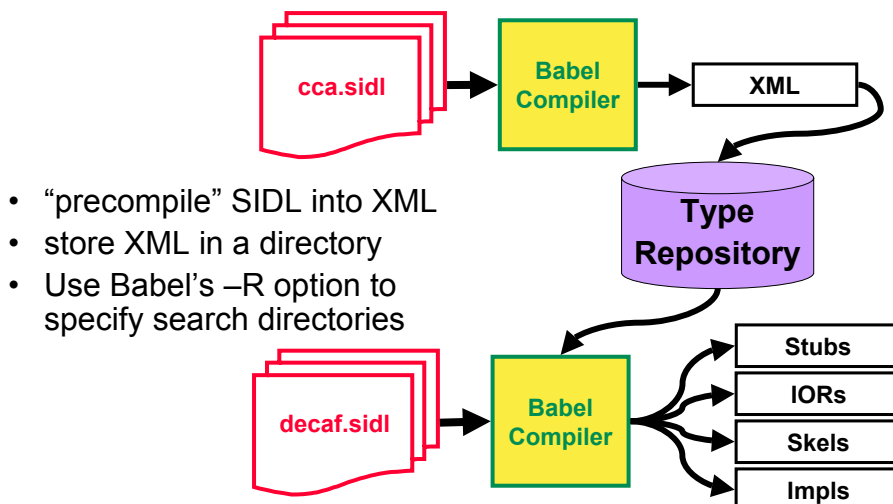 cca.sidl
Babel
Compiler
XML
Type
Repository
• “precompile” SIDL into XML
• store XML in a directory
• Use Babel’s –R option to
specify search directories
decaf.sidl
Babel
Compiler
Stubs
IORs
Skels
Impls